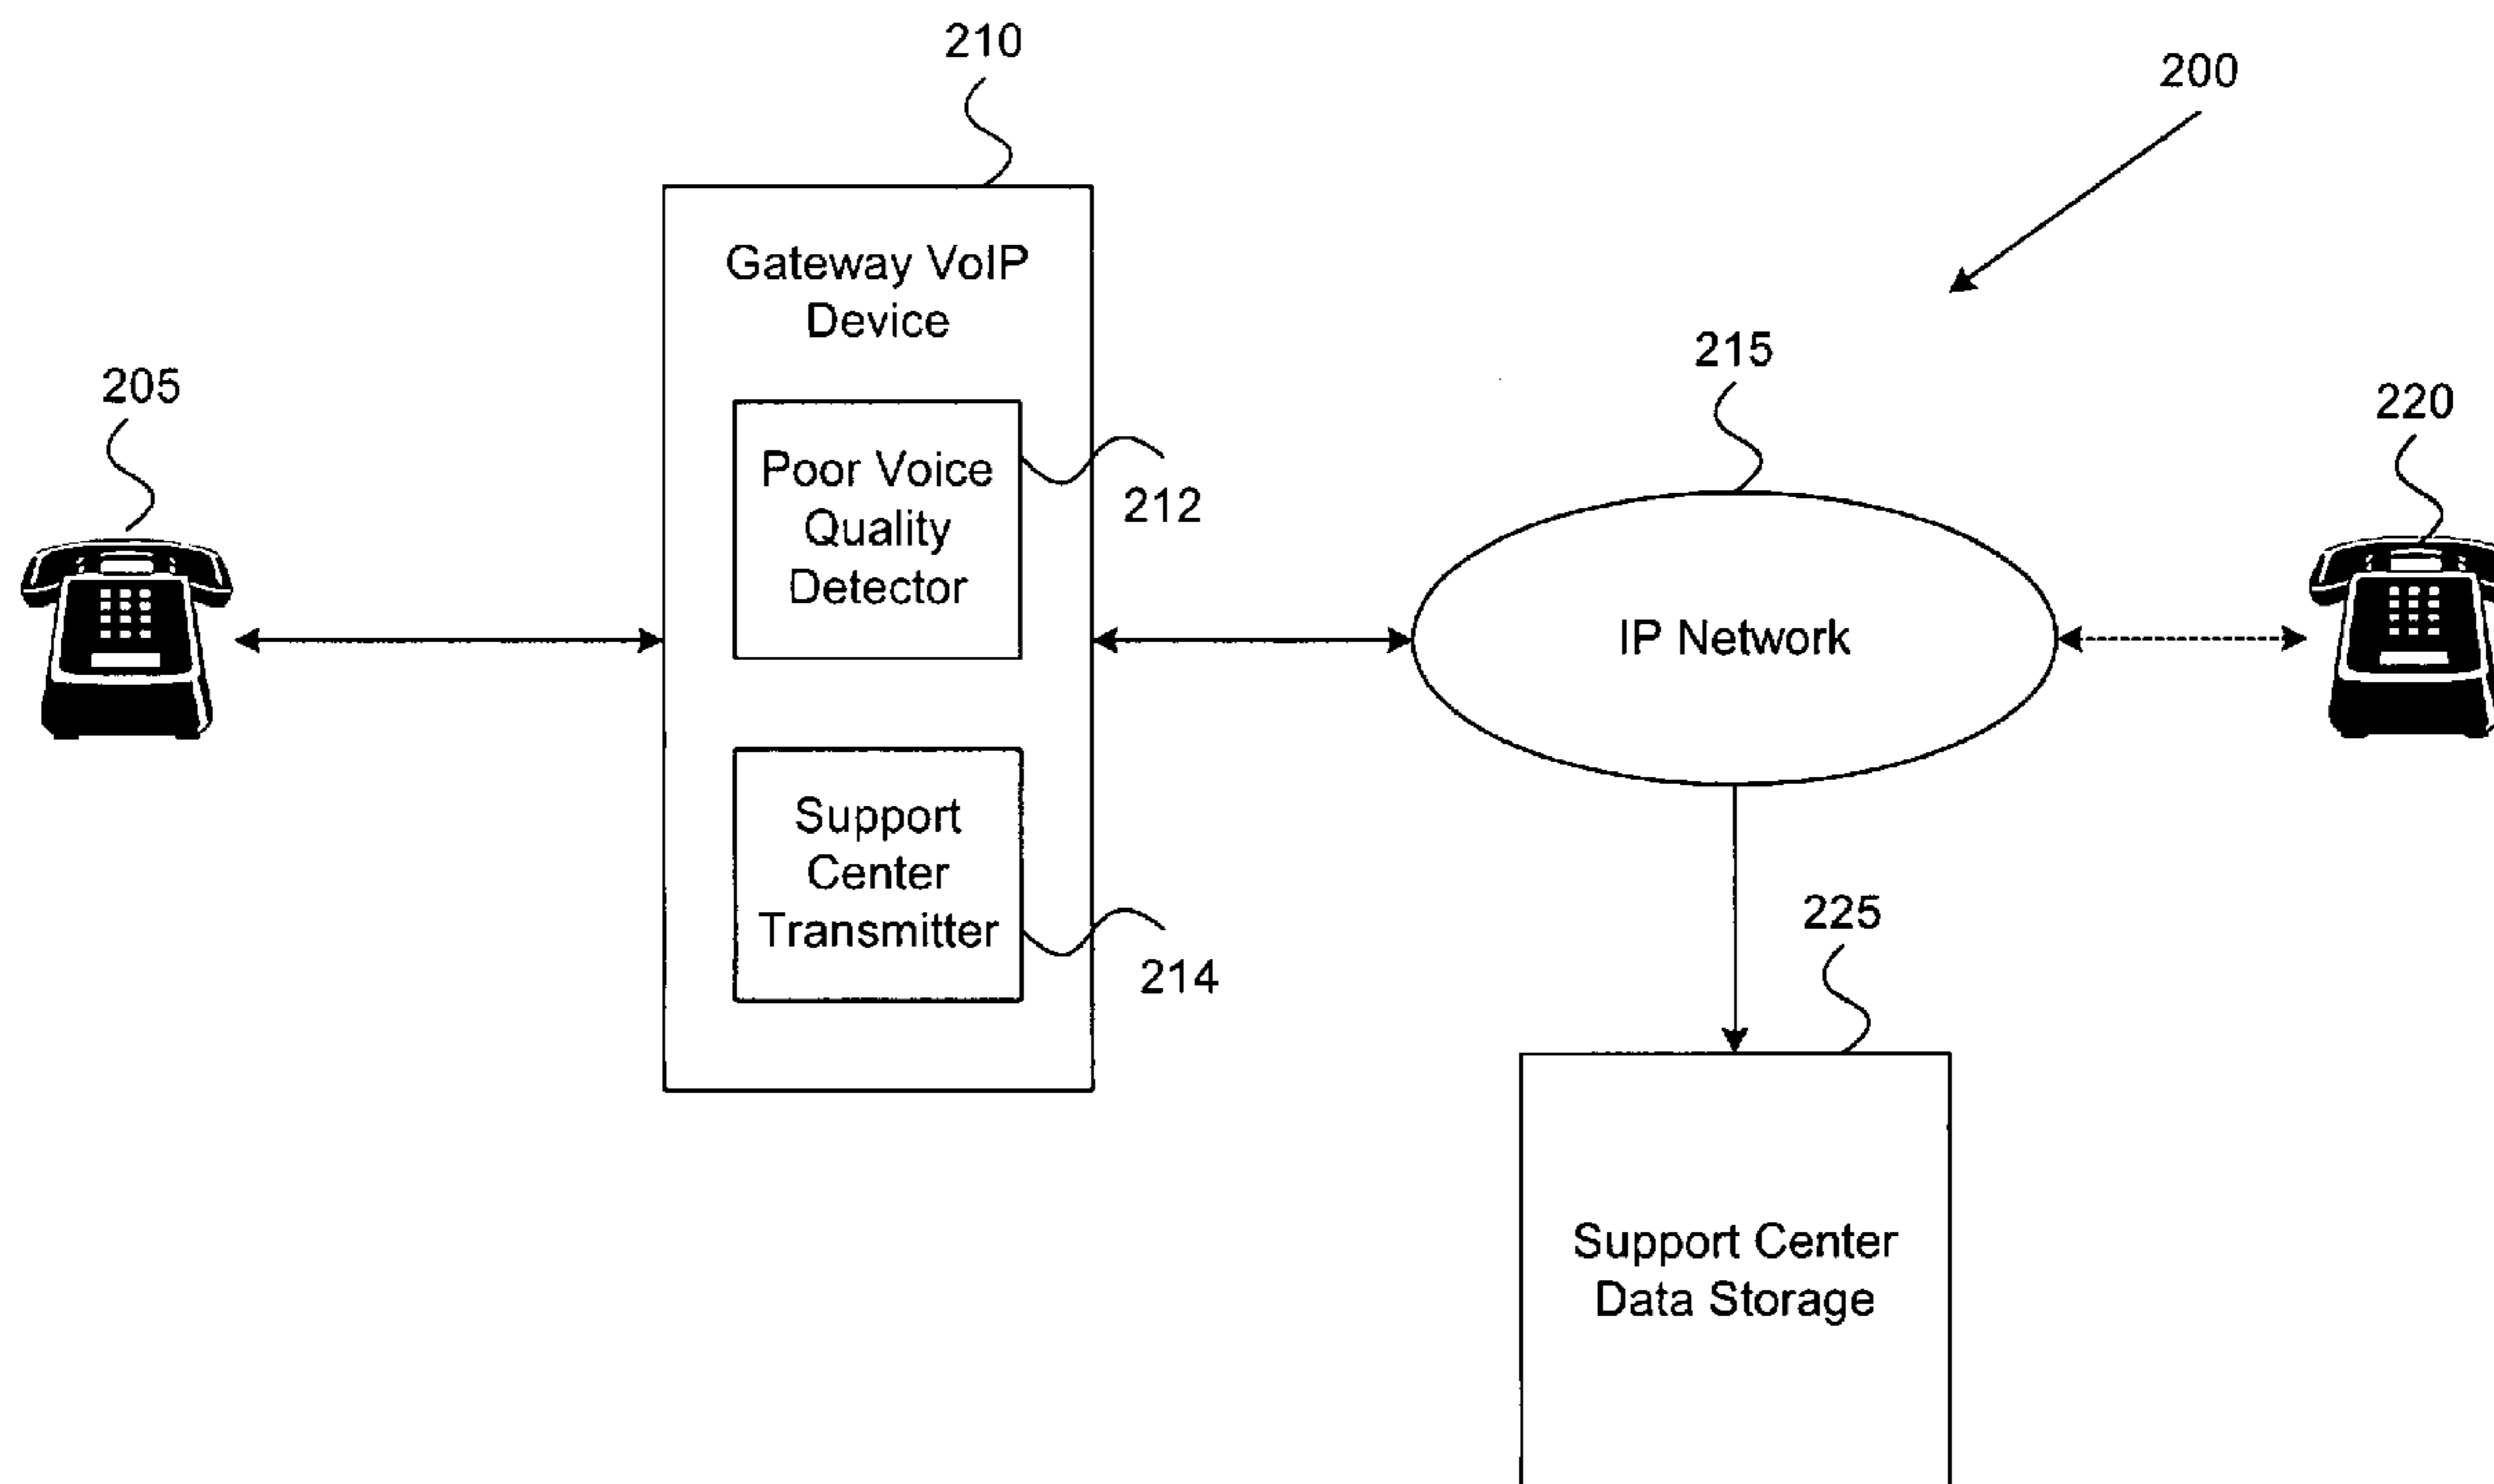 210
200
Gateway VoIP
Device
215
205
220
Poor Voice
Quality
Detector
212
IP Network
Support
Center
Transmitter
214
225
Support Center
Data Storage